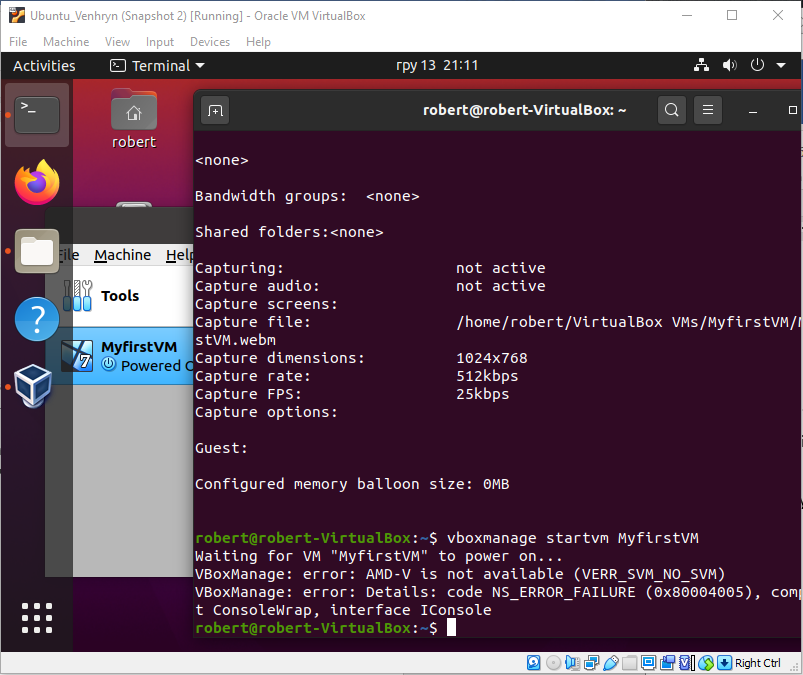 Ubuntu_Venhryn (Snapshot 2) [Running] - Oracle VM VirtualBox
File Machine View Input Devices Help
Activities Terminal грУ 13 21:11
robert@robert-VirtualBox: ~
robert
<none>
Bandwidth groups: <none>
Shared folders:<none>
File Machine Help
Tools
MyfirstVM
Powered
Capturing: not active
Capture audio: not active
Capture screens:
Capture file: /home/robert/VirtualBox VMs/MyfirstVM/
stVM.webm
Capture dimensions: 1024x768
Capture rate: 512kbps
Capture FPS: 25kbps
Capture options:
Guest:
Configured memory balloon size: 0MB
robert@robert-VirtualBox:~$ vboxmanage startvm MyfirstVM
Waiting for VM "MyfirstVM" to power on...
VBoxManage: error: AMD-V is not available (VERR_SVM_NO_SVM)
VBoxManage: error: Details: code NS_ERROR_FAILURE (0x80004005), comp
t ConsoleWrap, interface IConsole
robert@robert-VirtualBox:~$
Right Ctrl